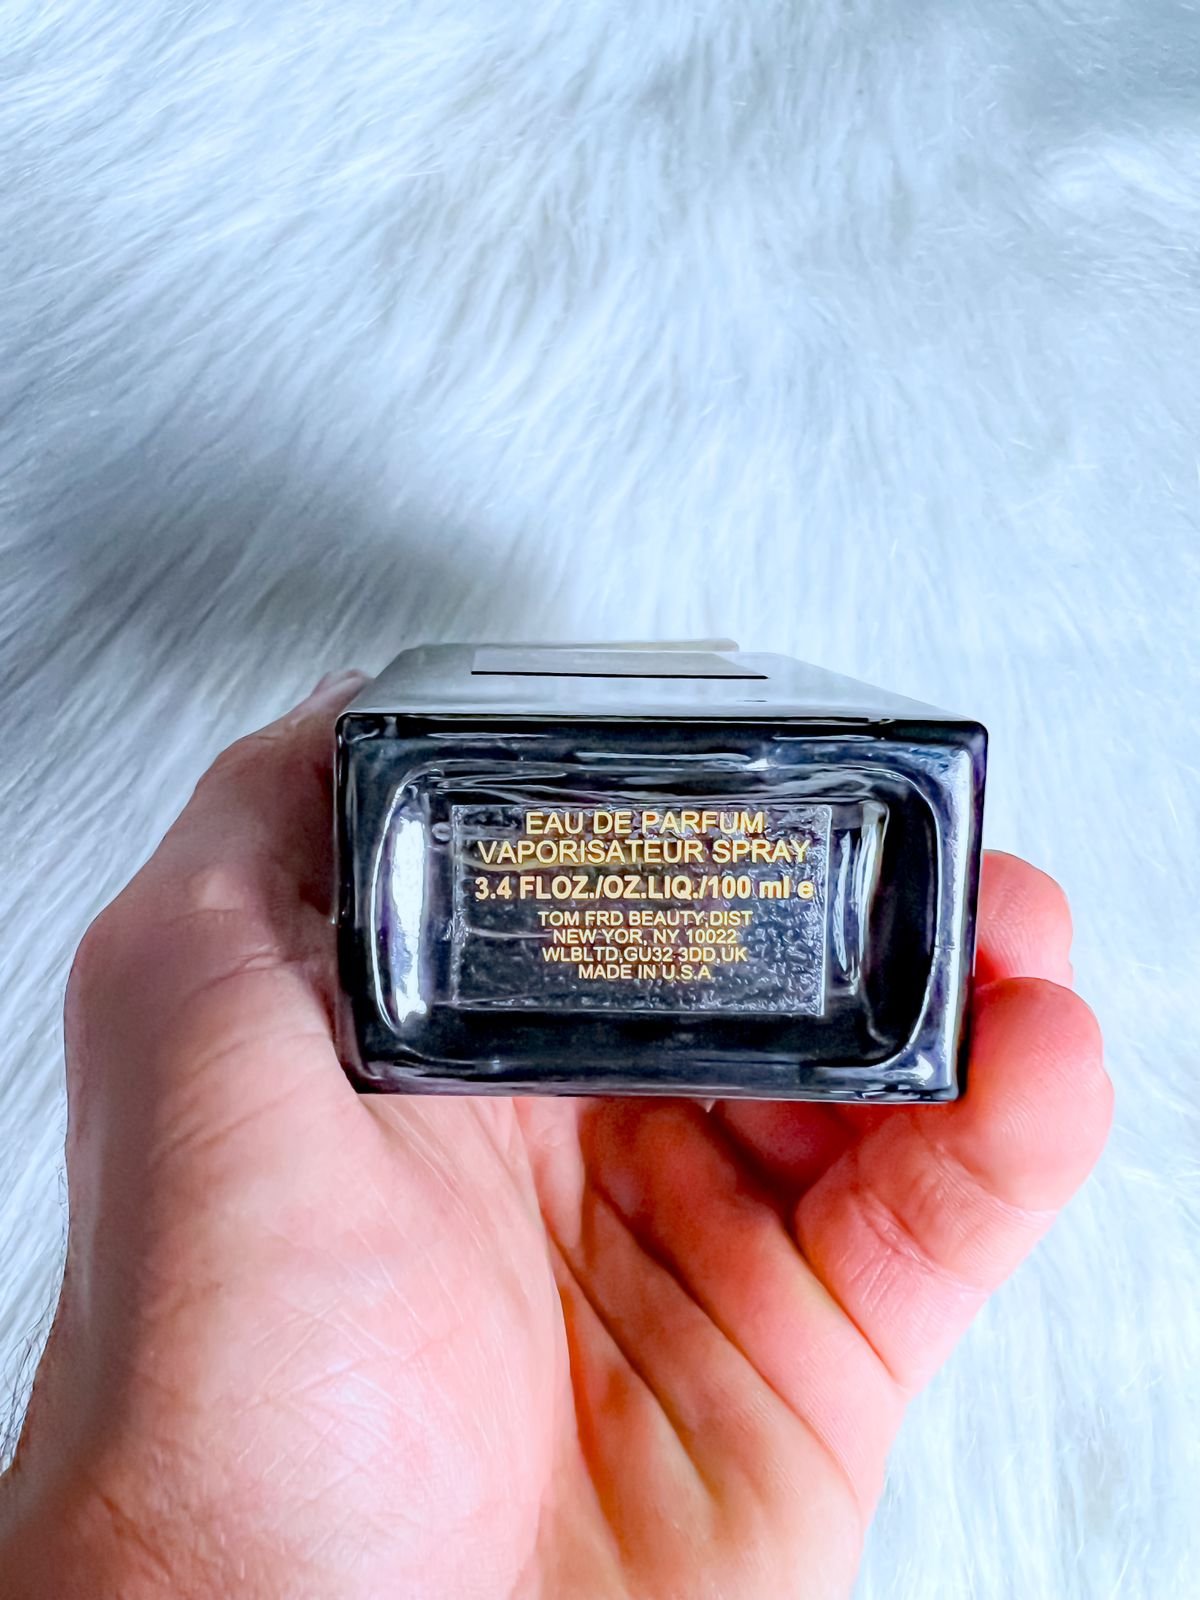 EAU DE PARFUM
VAPORISATEUR SPRAY
3.4 FLOZ./OZ.LIQ./100 ml e
TOM FRD BEAUTY,DIST
NEW YOR, NY 10022
WLBLTD,GU32 3DD,UK
MADE IN U.S.A.